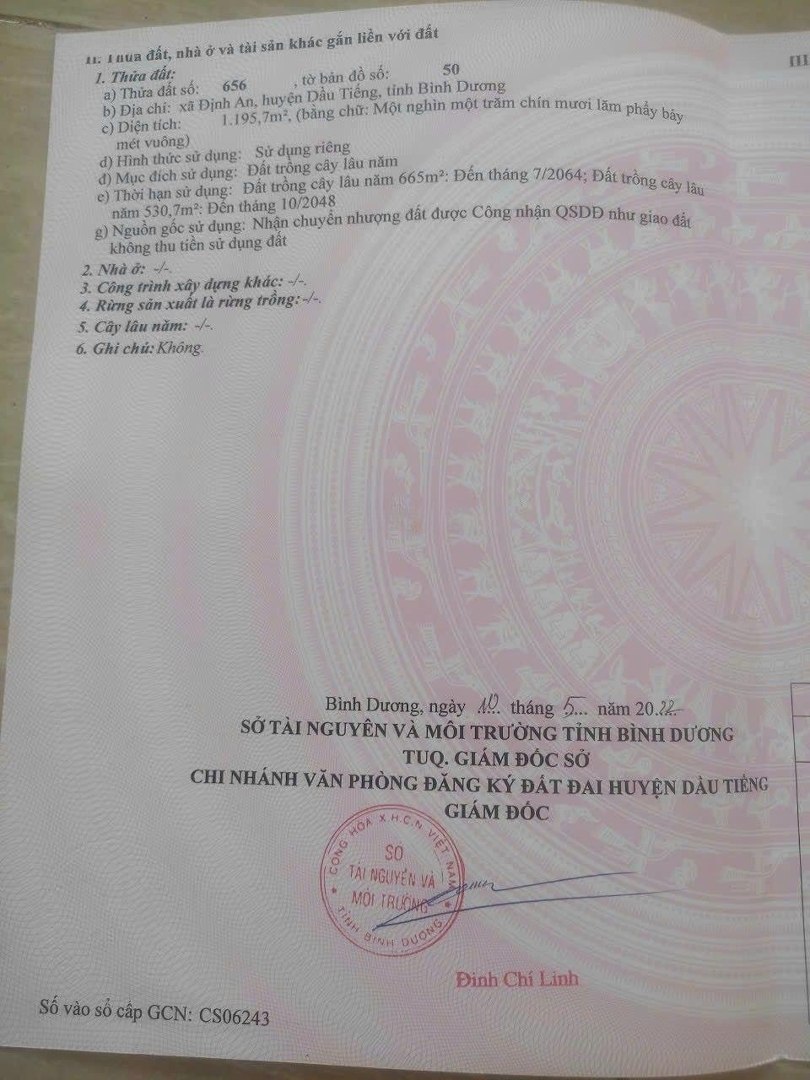 II. Thửa đất, nhà ở và tài sản khác gắn liền với đất
III
1. Thửa đất:
a) Thửa đất số: 656 , tờ bản đồ số: 50
b) Địa chỉ: xã Định An, huyện Dầu Tiếng, tỉnh Bình Dương
c) Diện tích: 1.195,7m², (bằng chữ: Một nghìn một trăm chín mươi lăm phẩy bảy
mét vuông)
d) Hình thức sử dụng: Sử dụng riêng
đ) Mục đích sử dụng: Đất trồng cây lâu năm
e) Thời hạn sử dụng: Đất trồng cây lâu năm 665m²: Đến tháng 7/2064; Đất trồng cây lâu
năm 530,7m²: Đến tháng 10/2048
g) Nguồn gốc sử dụng: Nhận chuyển nhượng đất được Công nhận QSDĐ như giao đất
không thu tiền sử dụng đất
2. Nhà ở: -/-.
3. Công trình xây dựng khác: -/-.
4. Rừng sản xuất là rừng trồng: -/-.
5. Cây lâu năm: -/-.
6. Ghi chú: Không.
Bình Dương, ngày 10 tháng 5 năm 2022
SỞ TÀI NGUYÊN VÀ MÔI TRƯỜNG TỈNH BÌNH DƯƠNG
TUQ. GIÁM ĐỐC SỞ
CHI NHÁNH VĂN PHÒNG ĐĂNG KÝ ĐẤT ĐAI HUYỆN DẦU TIẾNG
GIÁM ĐỐC
CỘNG HÒA X.H.C.N VIỆT NAM
SỞ
TÀI NGUYÊN VÀ
MÔI TRƯỜNG
TỈNH BÌNH DƯƠNG
Đinh Chí Linh
Số vào sổ cấp GCN: CS06243